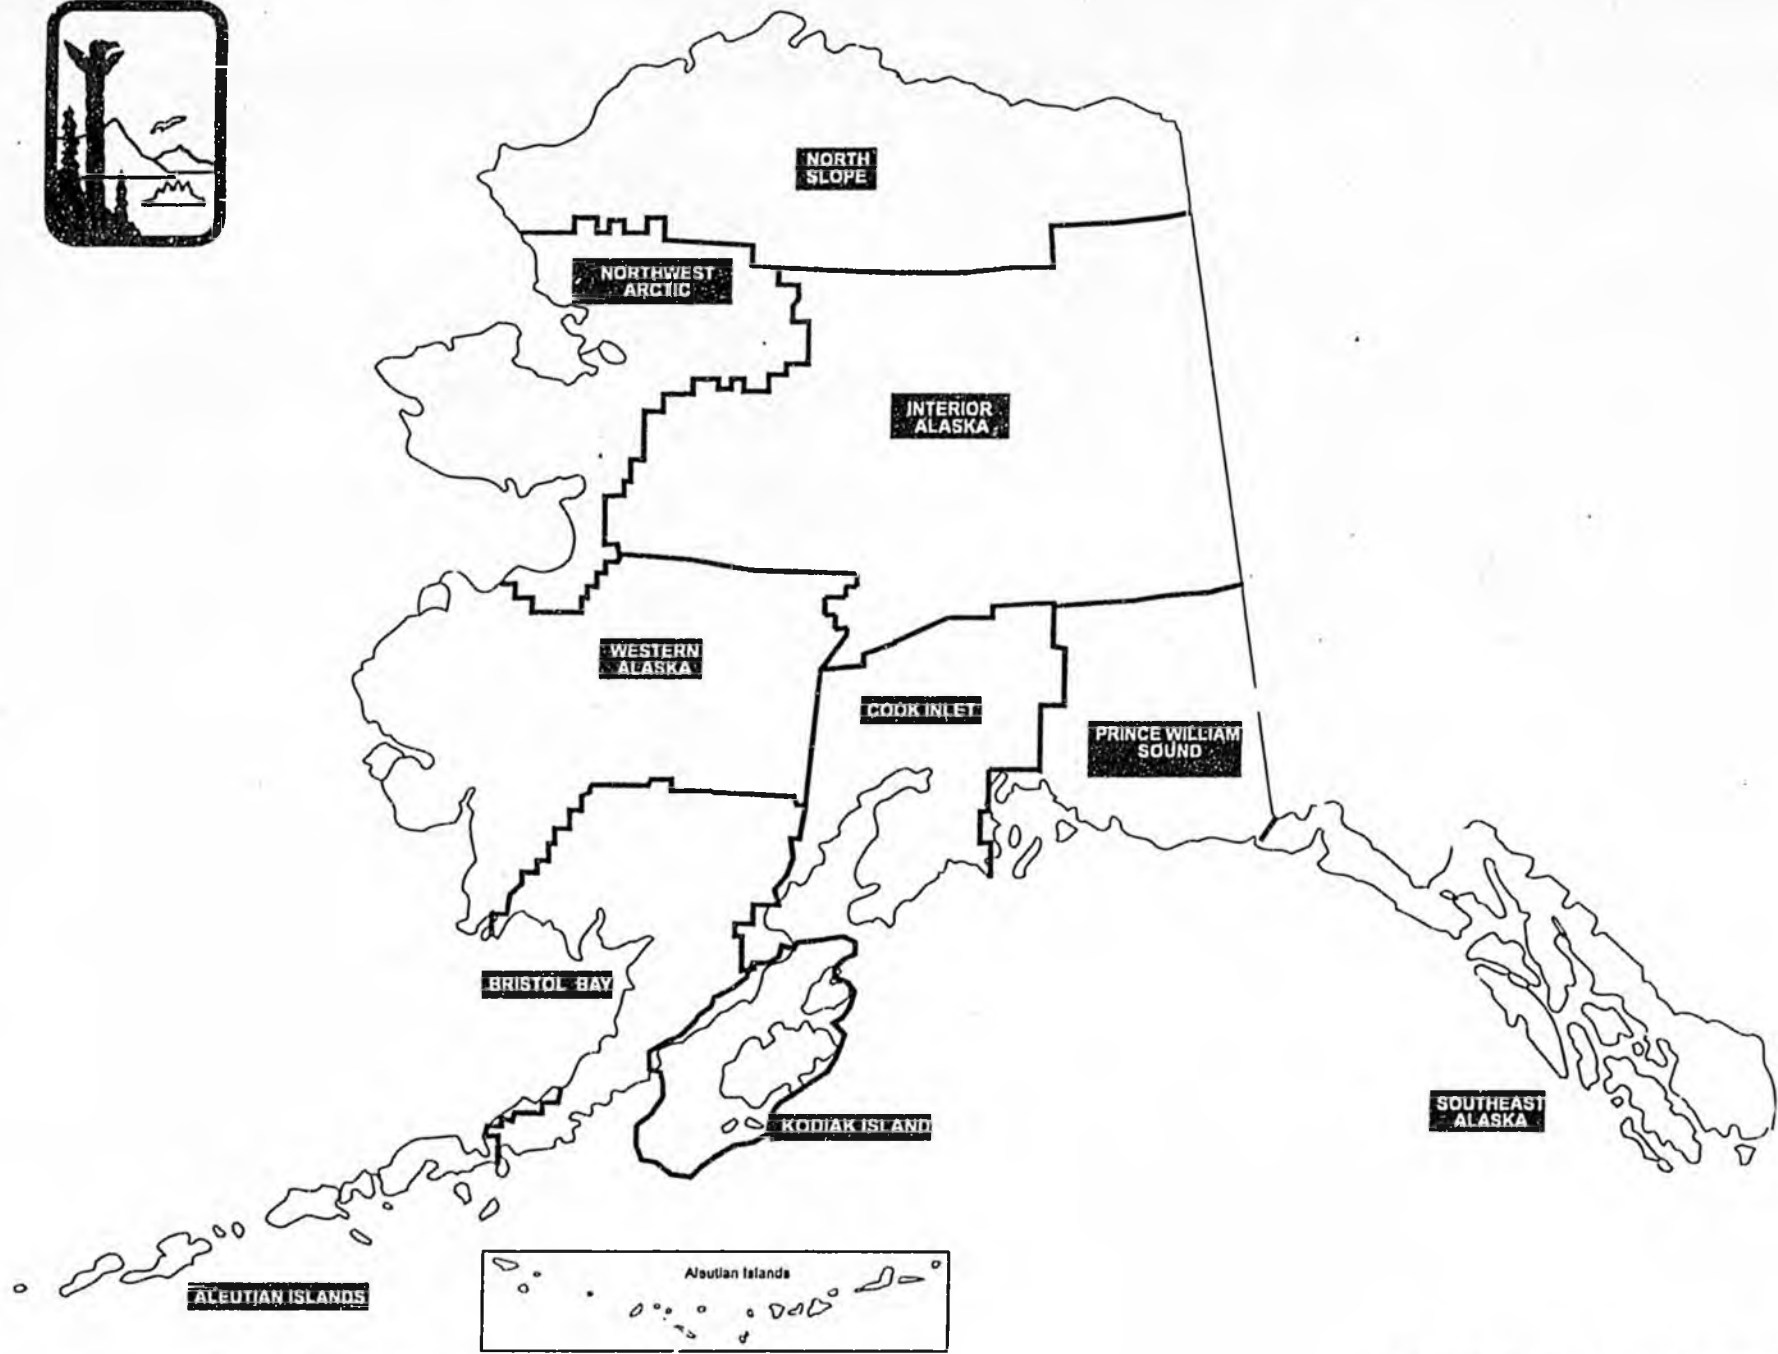 NORTH
SLOPE
NORTHWEST
ARCTIC
INTERIOR
ALASKA
WESTERN
ALASKA
COOK INLET
PRINCE WILLIAM
SOUND
BRISTOL BAY
KODIAK ISLAND
SOUTHEAST
ALASKA
ALEUTIAN ISLANDS
Aleutian Islands